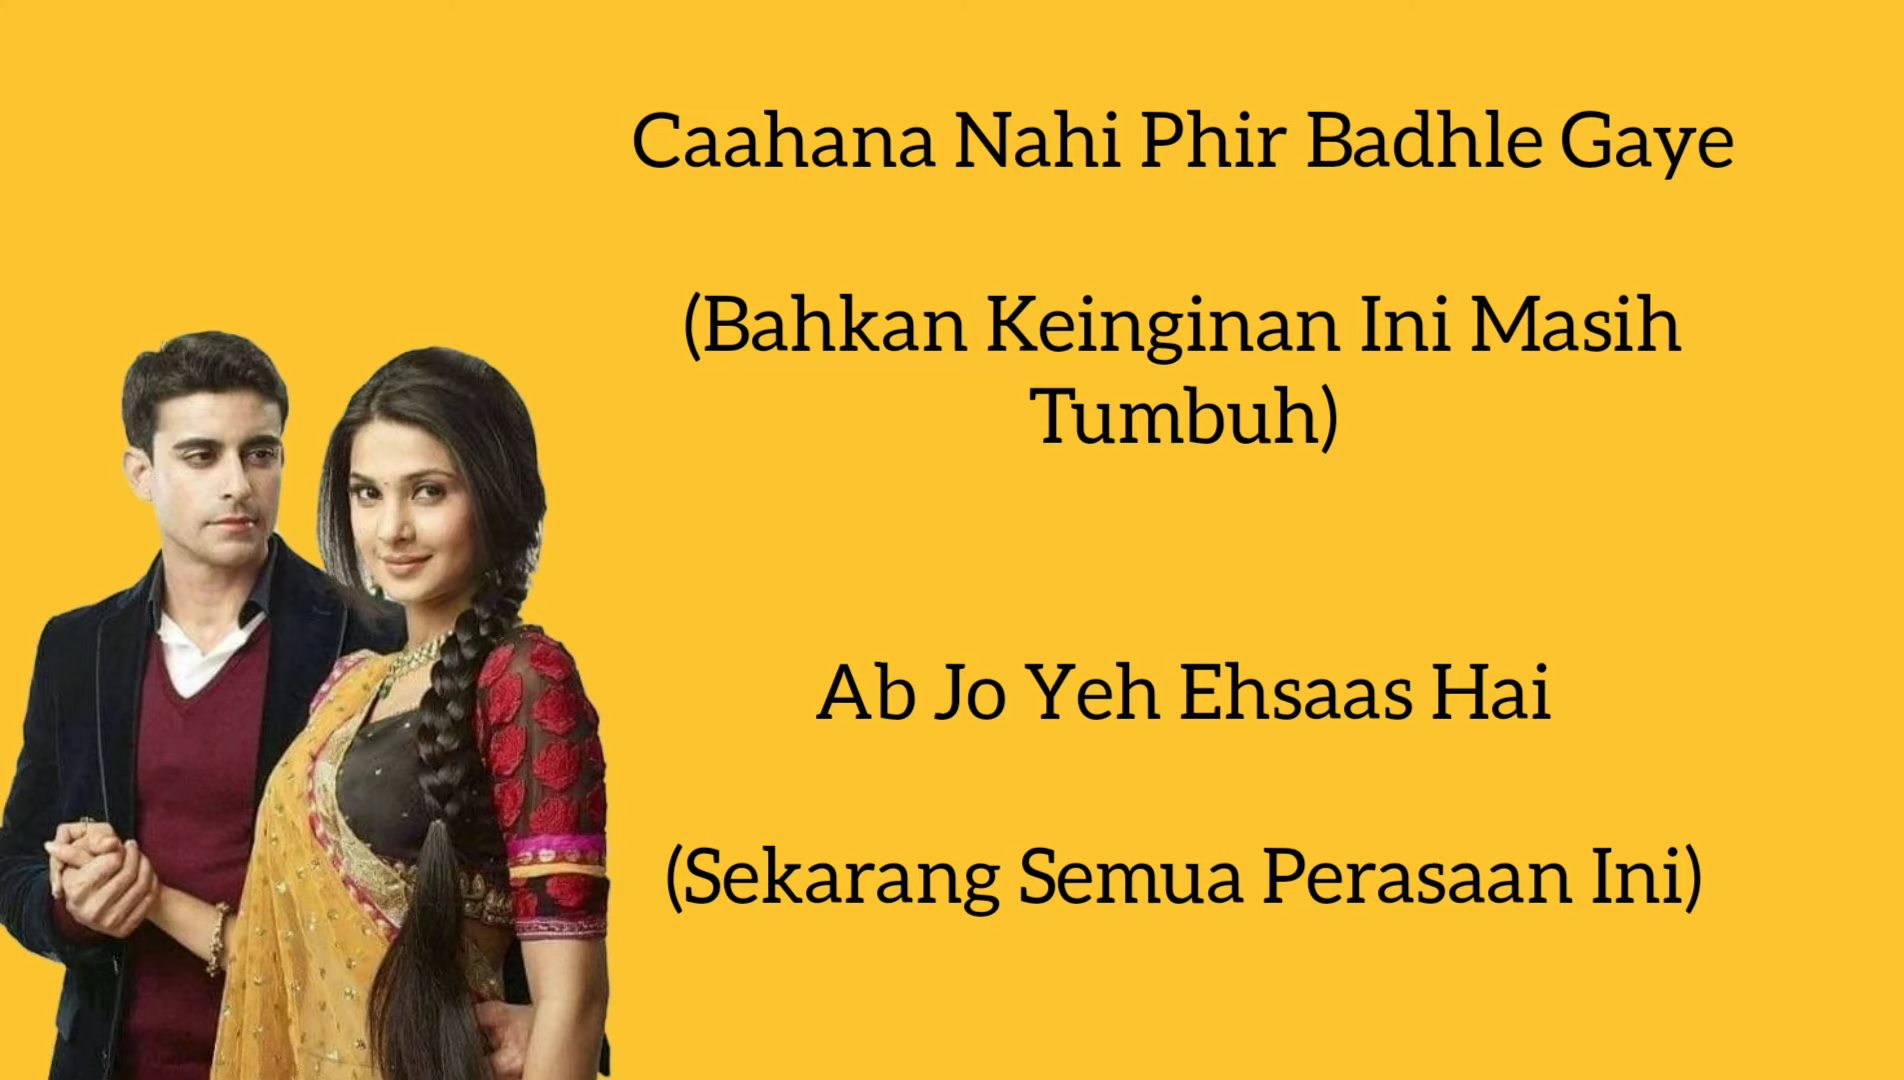 Caahana Nahi Phir Badhle Gaye
(Bahkan Keinginan Ini Masih
Tumbuh)
Ab Jo Yeh Ehsaas Hai
(Sekarang Semua Perasaan Ini)